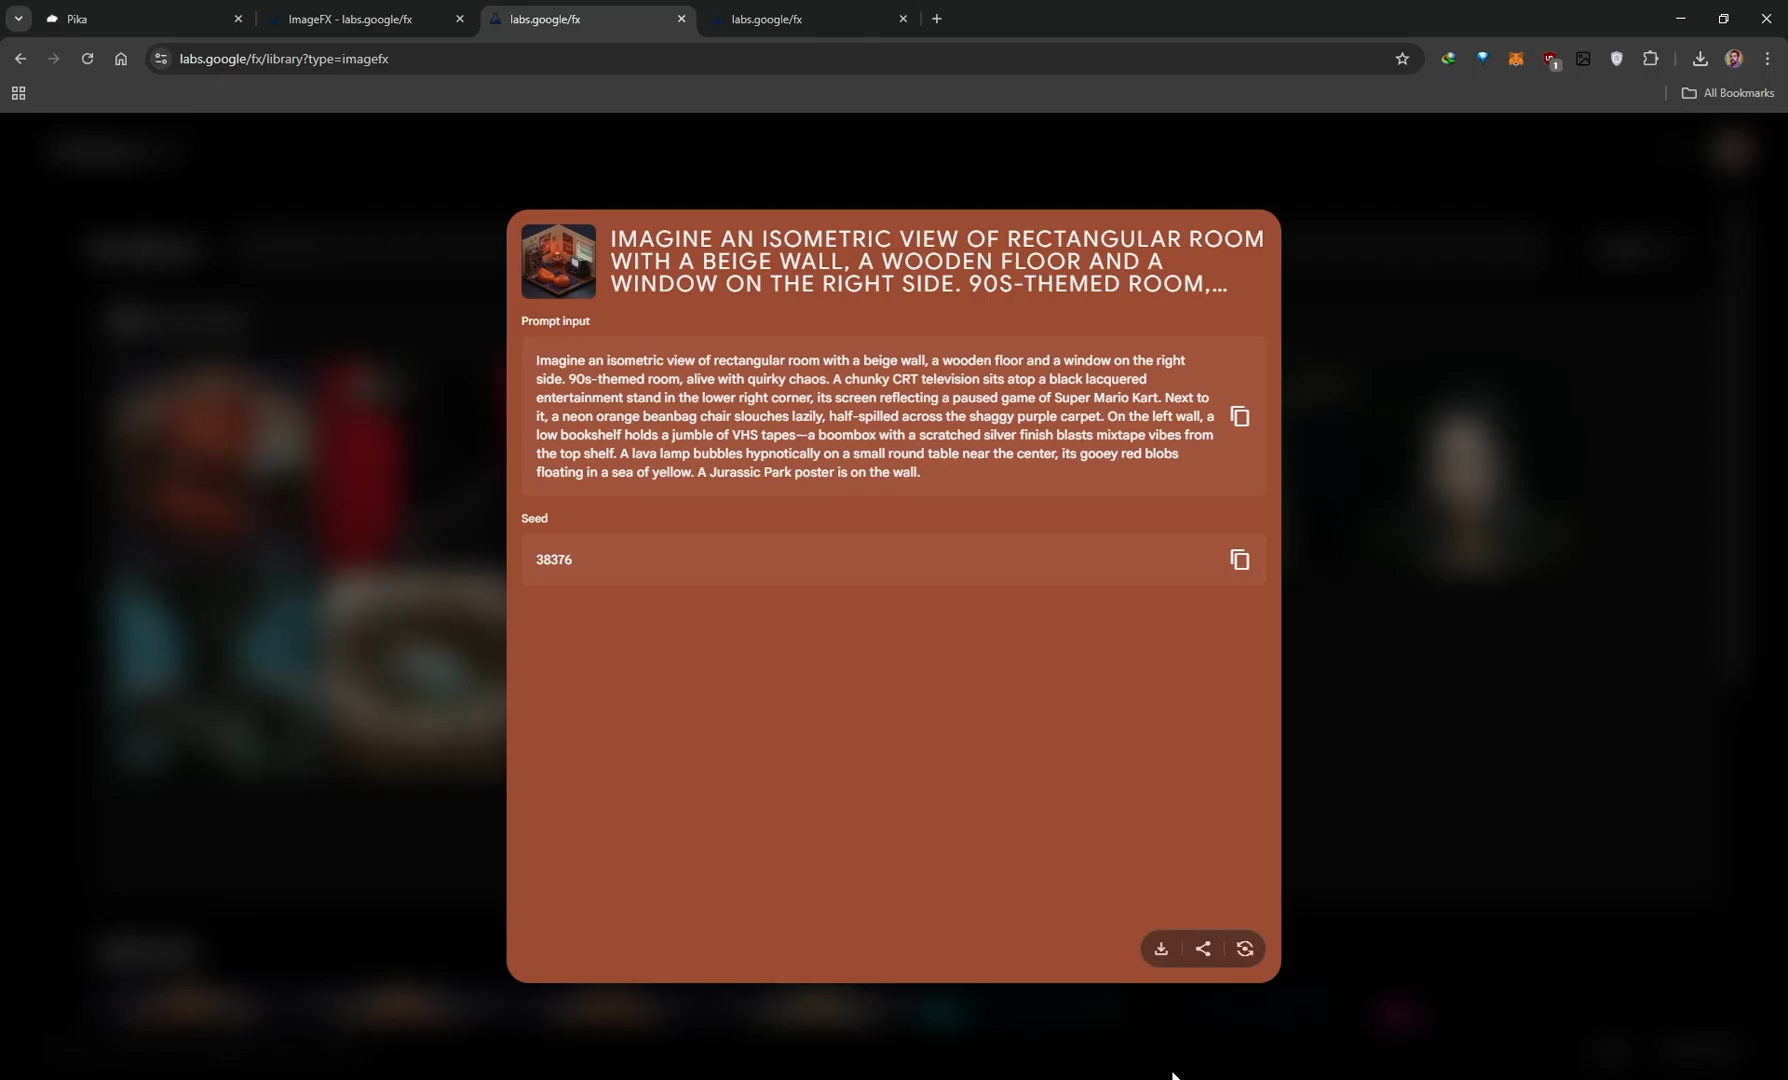 Pika
ImageFX - labs.google/fx
labs.google/fx
labs.google/fx
labs.google/fx/library?type=imagefx
1
All Bookmarks
IMAGINE AN ISOMETRIC VIEW OF RECTANGULAR ROOM
WITH A BEIGE WALL, A WOODEN FLOOR AND A
WINDOW ON THE RIGHT SIDE. 90S-THEMED ROOM,...
Prompt input
Imagine an isometric view of rectangular room with a beige wall, a wooden floor and a window on the right
side. 90s-themed room, alive with quirky chaos. A chunky CRT television sits atop a black lacquered
entertainment stand in the lower right corner, its screen reflecting a paused game of Super Mario Kart. Next to
it, a neon orange beanbag chair slouches lazily, half-spilled across the shaggy purple carpet. On the left wall, a
low bookshelf holds a jumble of VHS tapes—a boombox with a scratched silver finish blasts mixtape vibes from
the top shelf. A lava lamp bubbles hypnotically on a small round table near the center, its gooey red blobs
floating in a sea of yellow. A Jurassic Park poster is on the wall.
Seed
38376